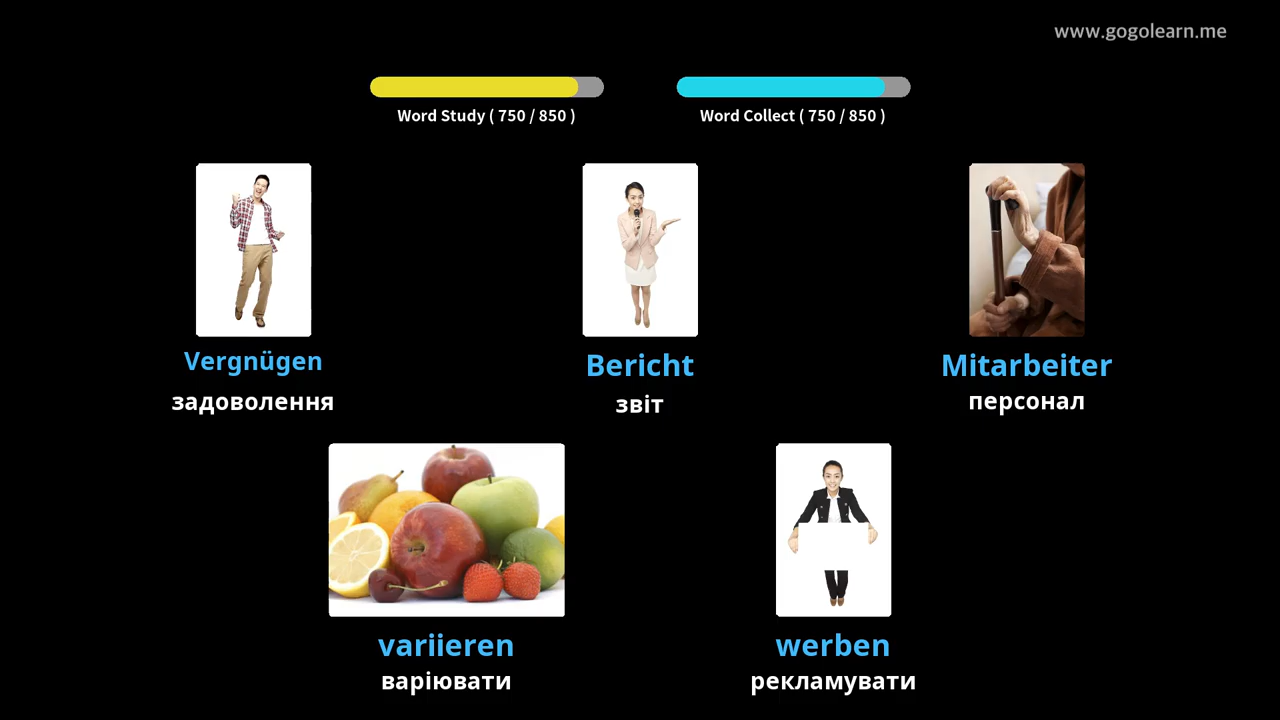 www.gogolearn.me
Word Study ( 750 / 850 )
Word Collect ( 750 / 850 )
Vergnügen
задоволення
Bericht
звіт
Mitarbeiter
персонал
variieren
варіювати
werben
рекламувати